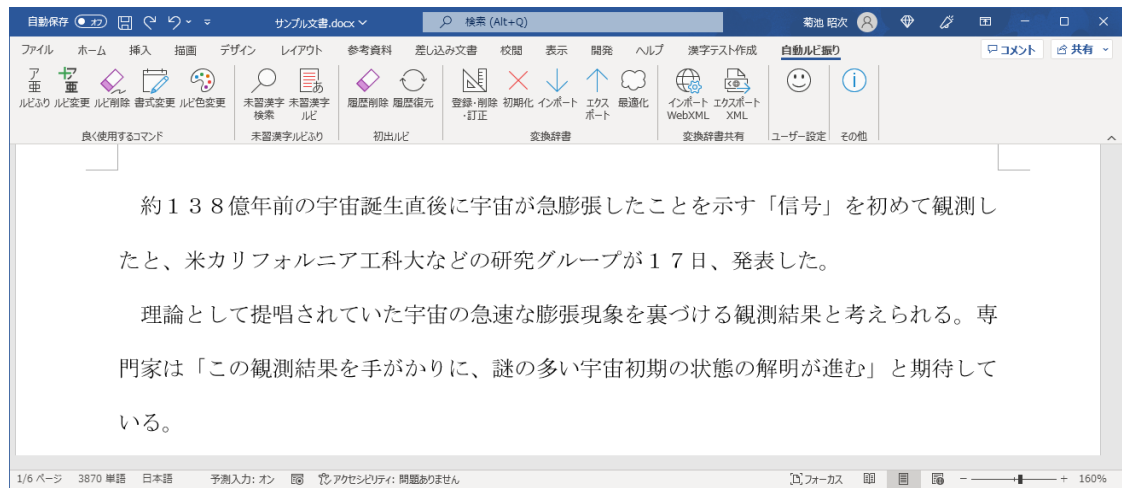 自動保存 オフ サンプル文書.docx 検索 (Alt+Q) 菊池 昭次
ファイル ホーム 挿入 描画 デザイン レイアウト 参考資料 差し込み文書 校閲 表示 開発 ヘルプ 漢字テスト作成 自動ルビ振り コメント 共有
ア亜 ア亜
ルビふり ルビ変更 ルビ削除 書式変更 ルビ色変更 未習漢字検索 未習漢字ルビ 履歴削除 履歴復元 登録・削除・訂正 初期化 インポート エクスポート 最適化 インポートWebXML エクスポートXML
良く使用するコマンド 未習漢字ルビふり 初出ルビ 変換辞書 変換辞書共有 ユーザー設定 その他
約138億年前の宇宙誕生直後に宇宙が急膨張したことを示す「信号」を初めて観測し
たと、米カリフォルニア工科大などの研究グループが17日、発表した。
理論として提唱されていた宇宙の急速な膨張現象を裏づける観測結果と考えられる。専
門家は「この観測結果を手がかりに、謎の多い宇宙初期の状態の解明が進む」と期待して
いる。
1/6 ページ 3870 単語 日本語 予測入力: オン アクセシビリティ: 問題ありません フォーカス 160%